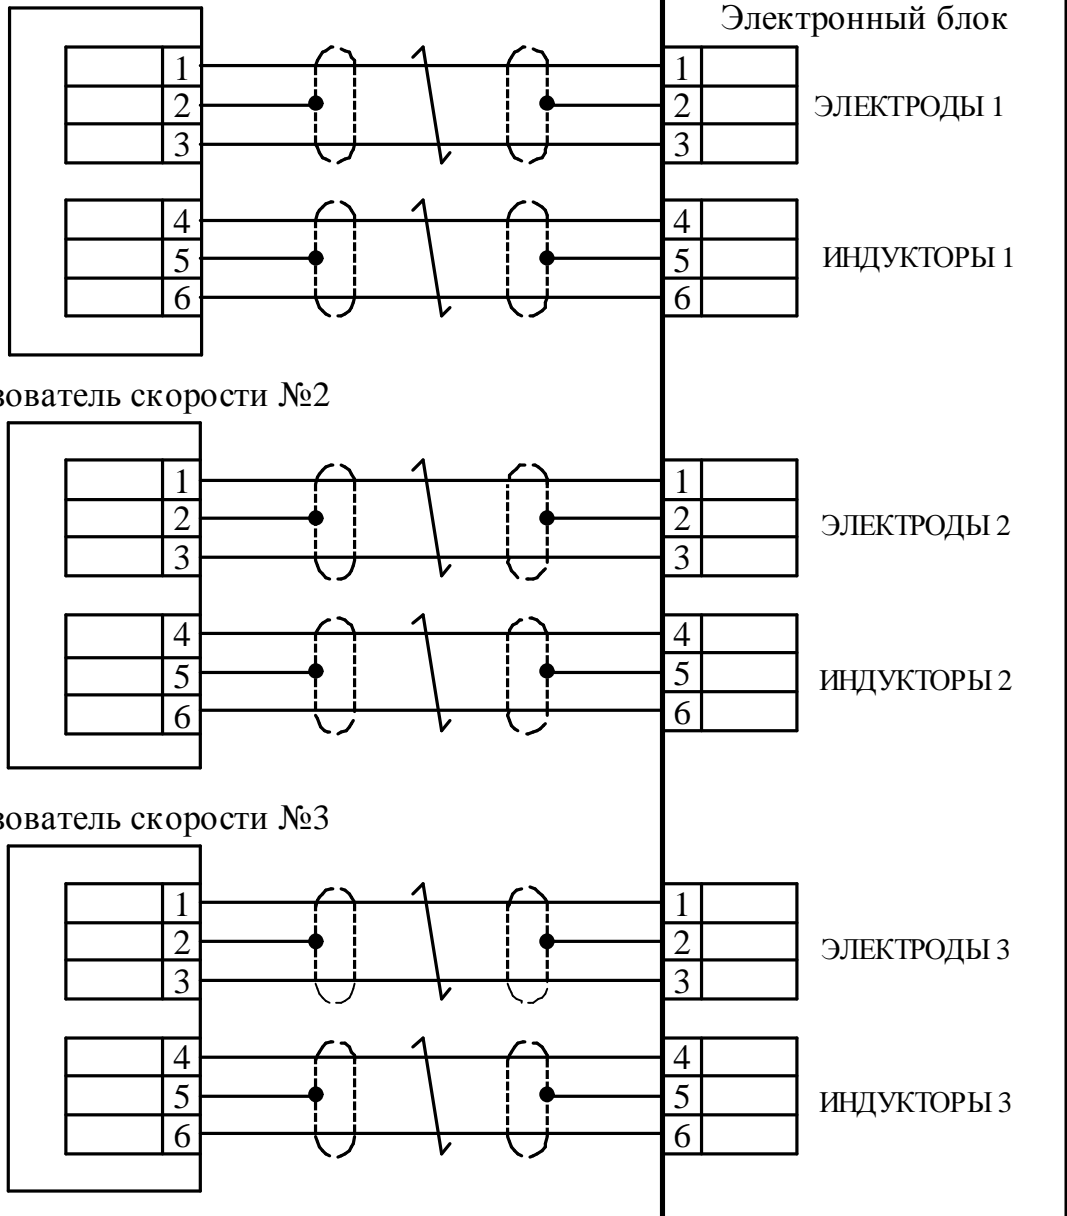 Электронный блок
1 1
2 2 ЭЛЕКТРОДЫ 1
3 3
4 4
5 5 ИНДУКТОРЫ 1
6 6
зователь скорости №2
1 1
2 2 ЭЛЕКТРОДЫ 2
3 3
4 4
5 5 ИНДУКТОРЫ 2
6 6
зователь скорости №3
1 1
2 2 ЭЛЕКТРОДЫ 3
3 3
4 4
5 5 ИНДУКТОРЫ 3
6 6